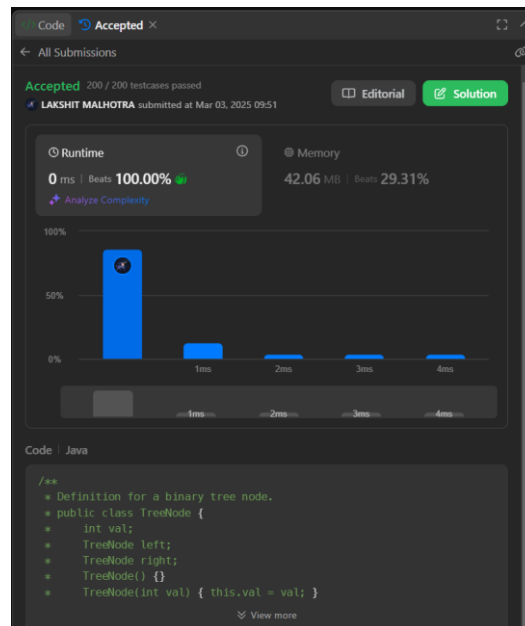 </> Code Accepted ×
← All Submissions
Accepted 200 / 200 testcases passed
LAKSHIT MALHOTRA submitted at Mar 03, 2025 09:51
Editorial
Solution
Runtime
0 ms | Beats 100.00%
Analyze Complexity
Memory
42.06 MB | Beats 29.31%
100%
50%
0%
1ms 2ms 3ms 4ms
1ms 2ms 3ms 4ms
Code | Java
/**
* Definition for a binary tree node.
* public class TreeNode {
*     int val;
*     TreeNode left;
*     TreeNode right;
*     TreeNode() {}
*     TreeNode(int val) { this.val = val; }
View more